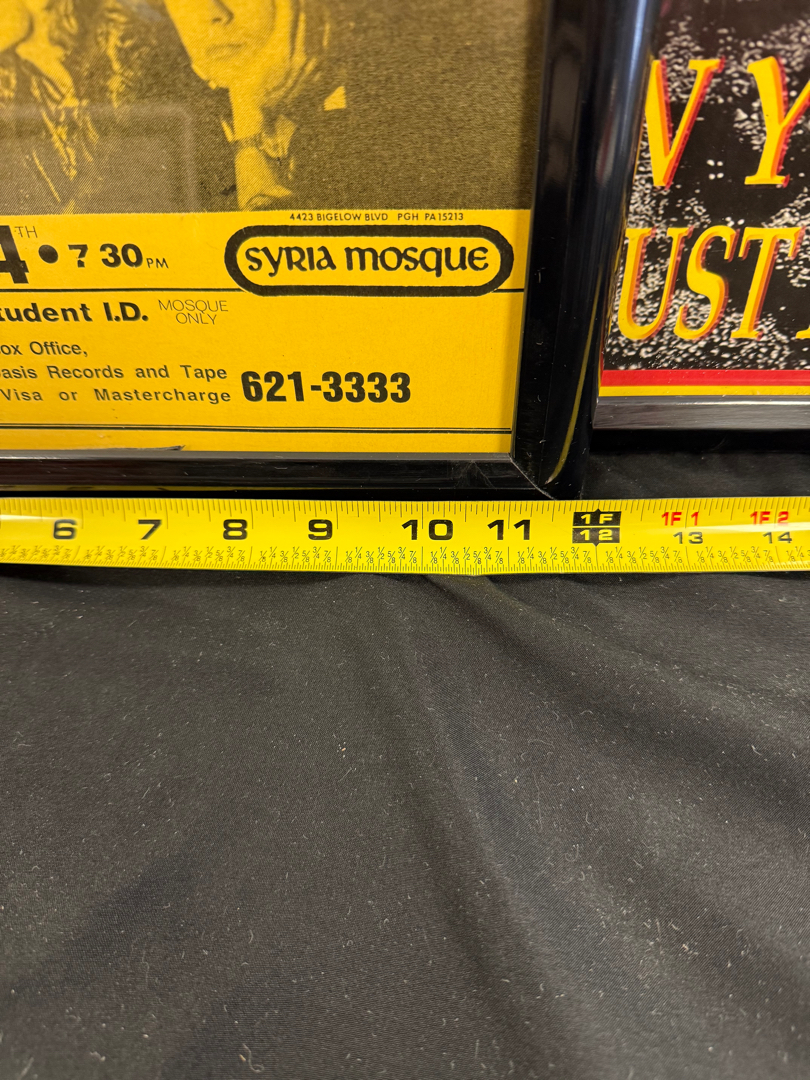 4423 BIGELOW BLVD PGH PA 15213
4TH • 7 30 PM
SYRIA MOSQUE
tudent I.D. MOSQUE ONLY
ox Office,
asis Records and Tape
Visa or Mastercharge 621-3333
V Y
UST
6 7 8 9 10 11 1F 1F 1 1F 2
12 13 14